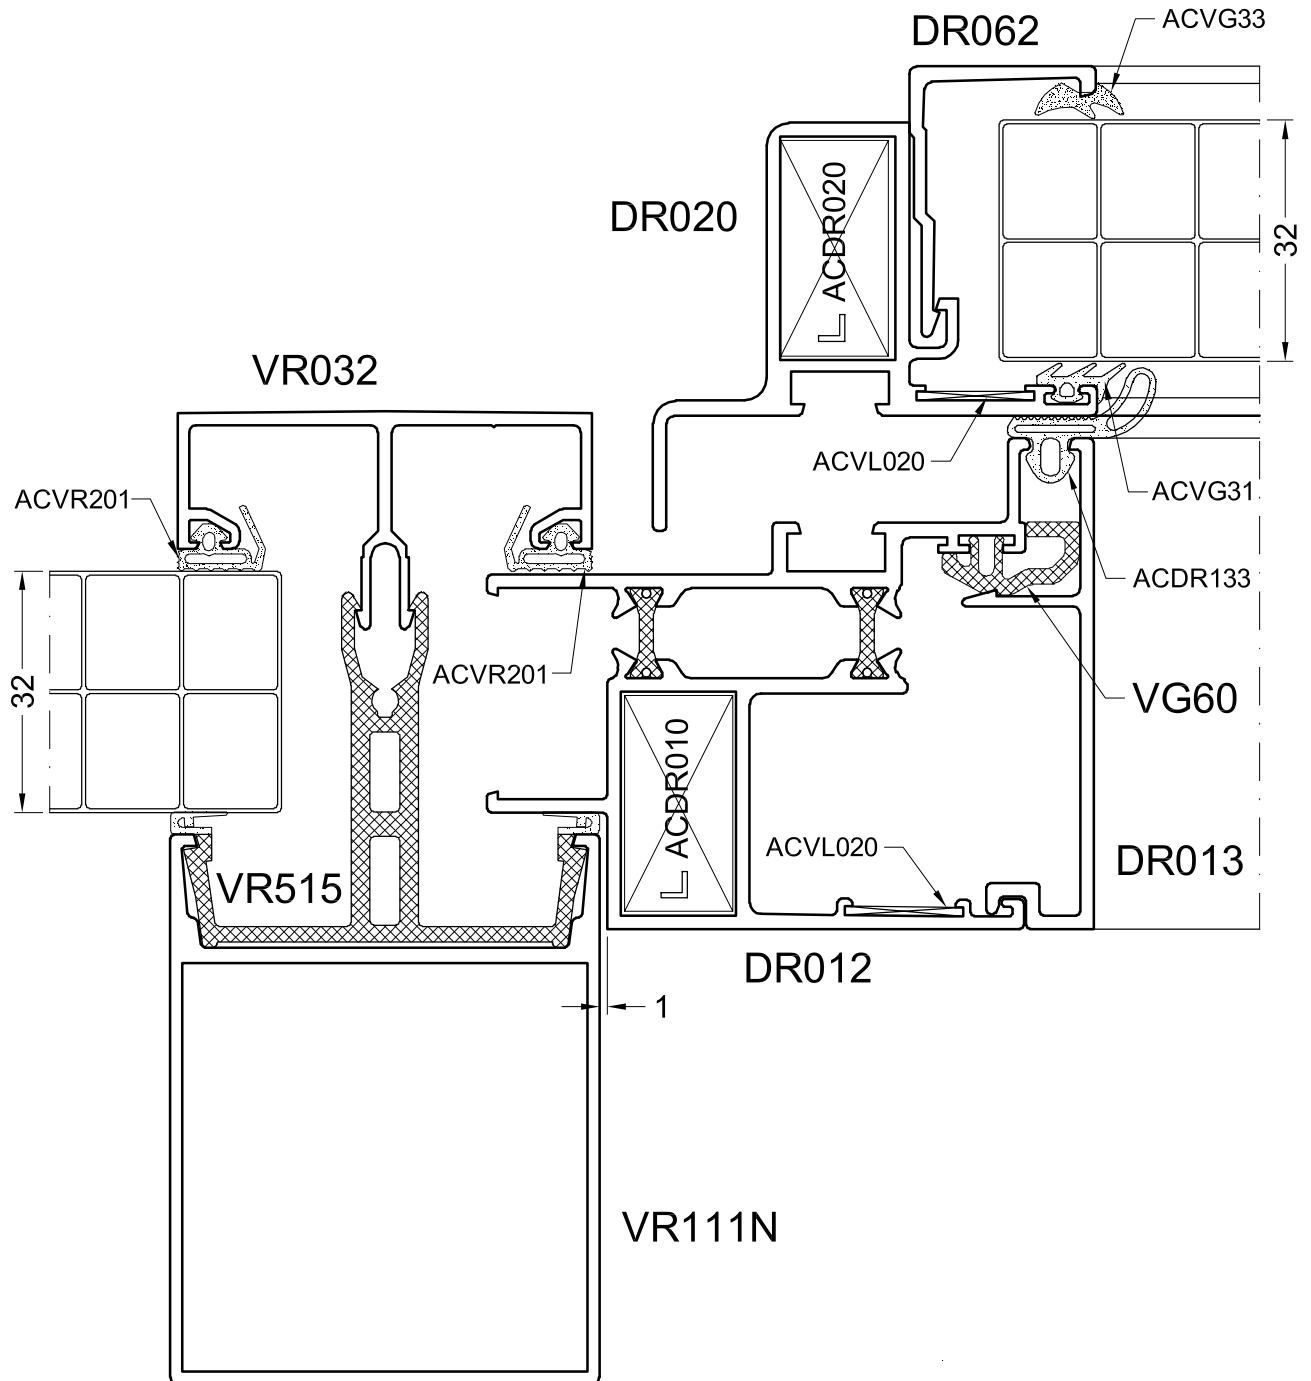 ACVG33
DR062
ACDR020
DR020
32
VR032
ACVL020
ACVR201
ACVG31
ACDR133
ACVR201
32
VG60
ACDR010
ACVL020
DR013
VR515
DR012
1
VR111N